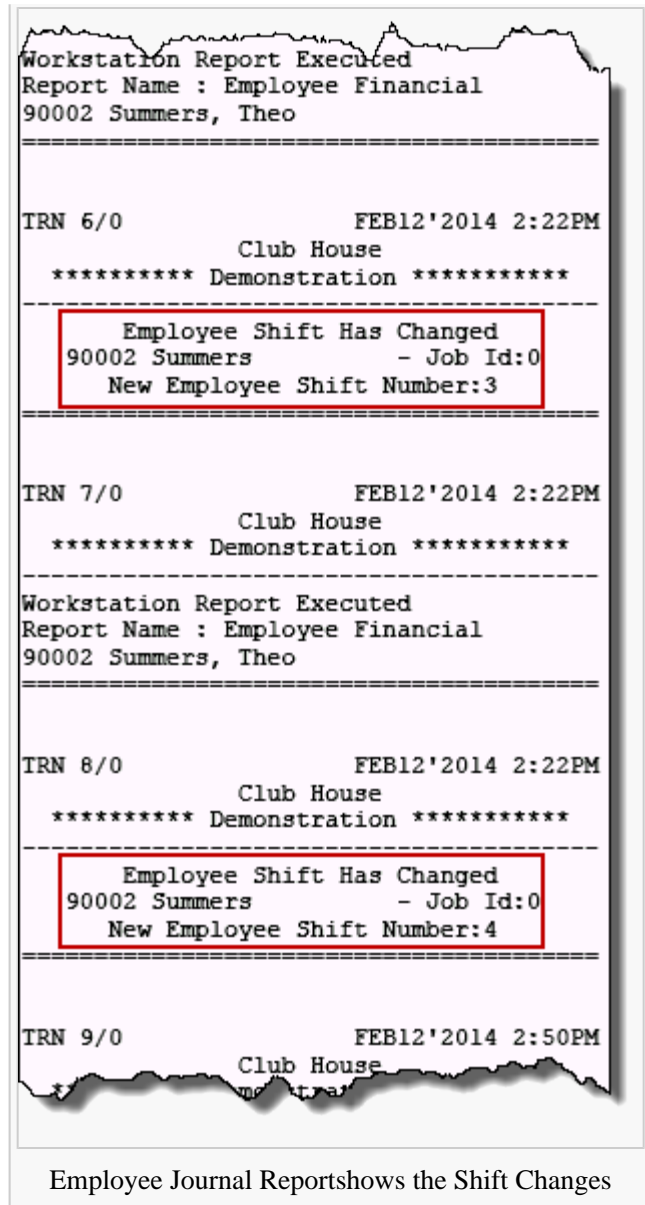 Workstation Report Executed
Report Name : Employee Financial
90002 Summers, Theo
========================================
TRN 6/0 FEB12'2014 2:22PM
Club House
********** Demonstration ***********
----------------------------------------
Employee Shift Has Changed
90002 Summers - Job Id:0
New Employee Shift Number:3
========================================
TRN 7/0 FEB12'2014 2:22PM
Club House
********** Demonstration ***********
----------------------------------------
Workstation Report Executed
Report Name : Employee Financial
90002 Summers, Theo
========================================
TRN 8/0 FEB12'2014 2:22PM
Club House
********** Demonstration ***********
----------------------------------------
Employee Shift Has Changed
90002 Summers - Job Id:0
New Employee Shift Number:4
========================================
TRN 9/0 FEB12'2014 2:50PM
Club House
Employee Journal Reportshows the Shift Changes